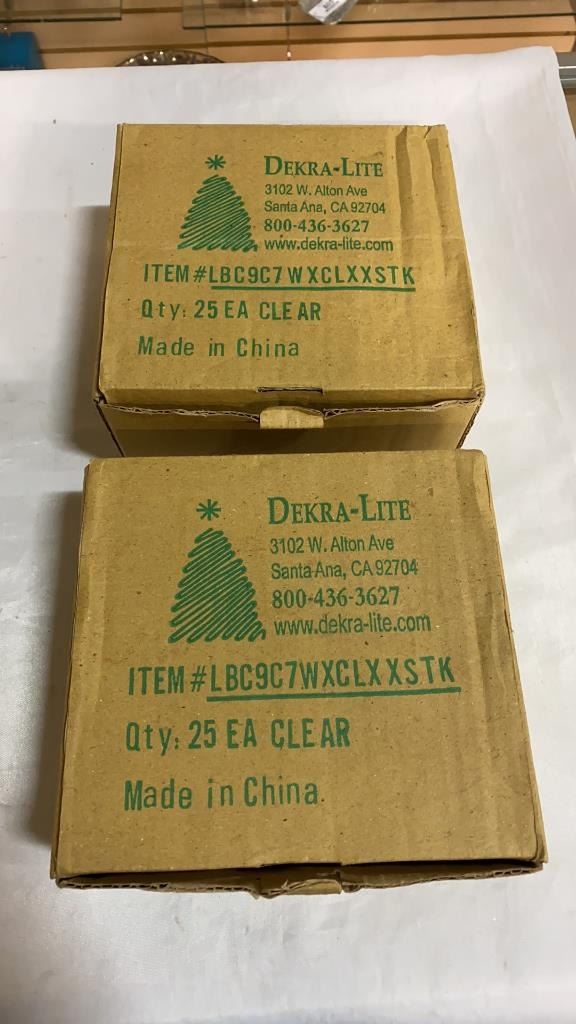 DEKRA-LITE
3102 W. Alton Ave
Santa Ana, CA 92704
800-436-3627
www.dekra-lite.com
ITEM#LBC9C7WXCLXXSTK
Qty: 25 EA CLEAR
Made in China
DEKRA-LITE
3102 W. Alton Ave
Santa Ana, CA 92704
800-436-3627
www.dekra-lite.com
ITEM#LBC9C7WXCLXXSTK
Qty: 25 EA CLEAR
Made in China